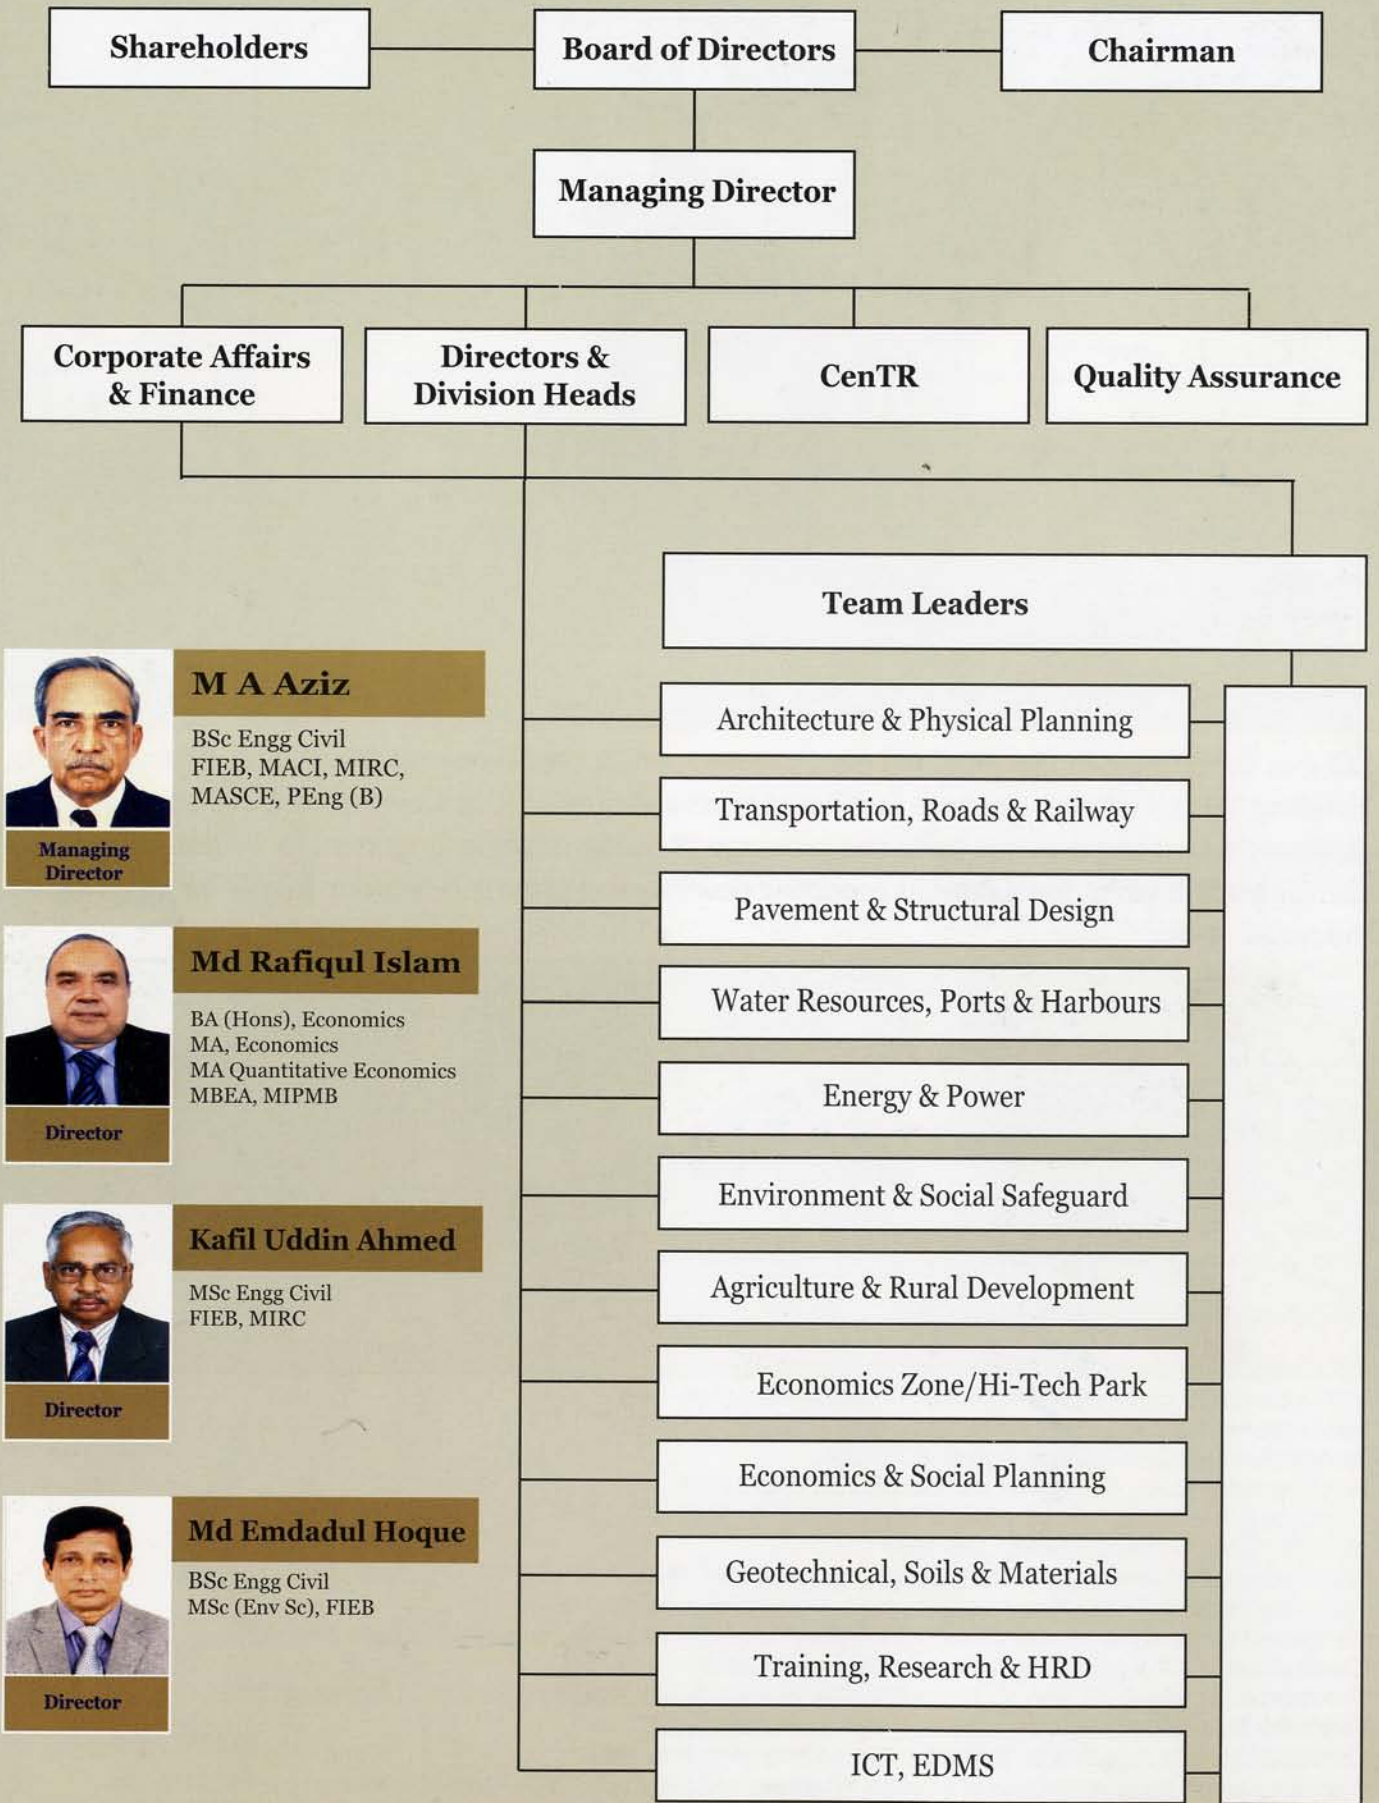 Shareholders
Board of Directors
Chairman
Managing Director
Corporate Affairs
& Finance
Directors &
Division Heads
CenTR
Quality Assurance
Team Leaders
M A Aziz
BSc Engg Civil
FIEB, MACI, MIRC,
MASCE, PEng (B)
Managing
Director
Md Rafiqul Islam
BA (Hons), Economics
MA, Economics
MA Quantitative Economics
MBEA, MIPMB
Director
Kafil Uddin Ahmed
MSc Engg Civil
FIEB, MIRC
Director
Md Emdadul Hoque
BSc Engg Civil
MSc (Env Sc), FIEB
Director
Architecture & Physical Planning
Transportation, Roads & Railway
Pavement & Structural Design
Water Resources, Ports & Harbours
Energy & Power
Environment & Social Safeguard
Agriculture & Rural Development
Economics Zone/Hi-Tech Park
Economics & Social Planning
Geotechnical, Soils & Materials
Training, Research & HRD
ICT, EDMS